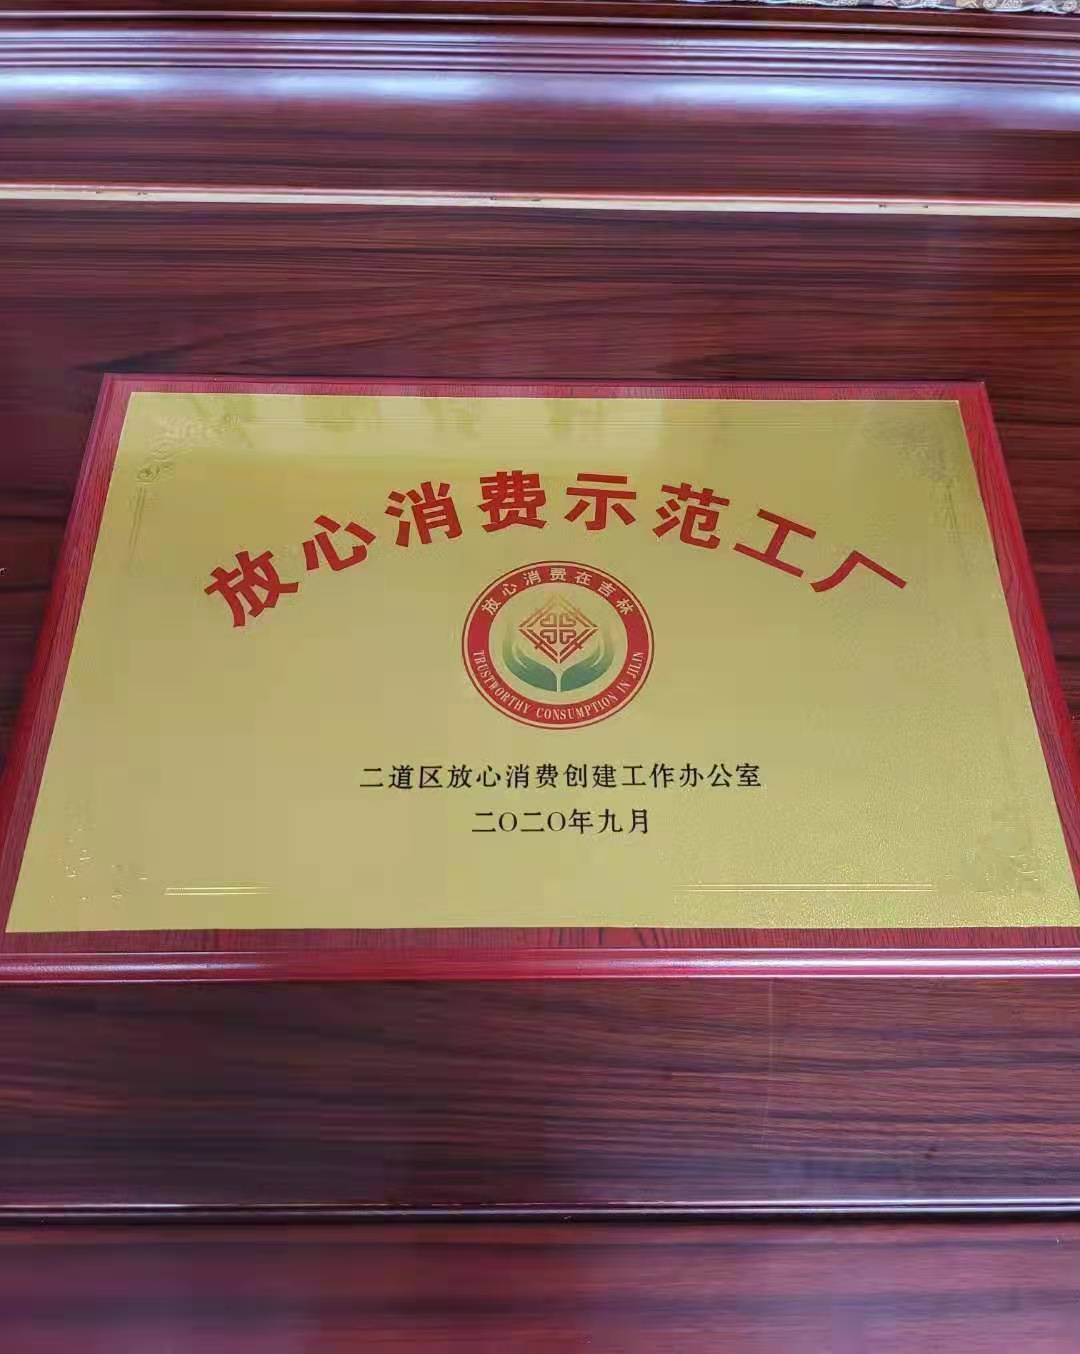 放心消费示范工厂
放心消费在吉林
TRUSTWORTHY CONSUMPTION IN JILIN
二道区放心消费创建工作办公室
二〇二〇年九月